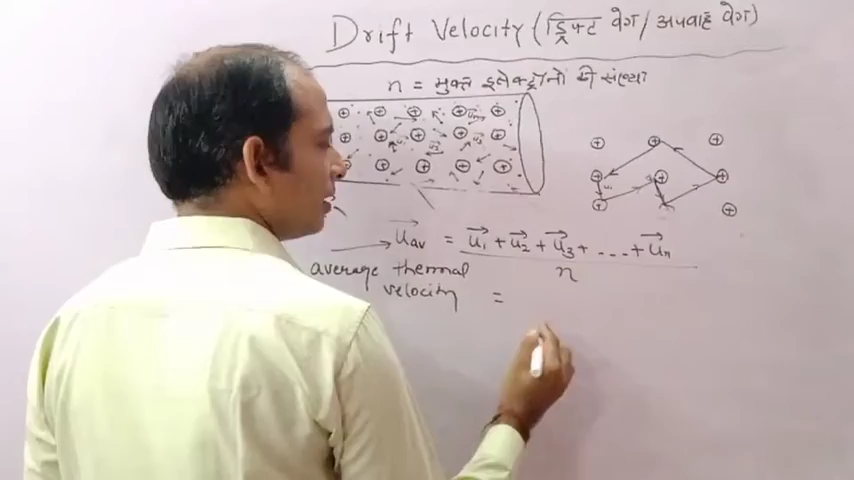 Drift Velocity (ड्रिफ्ट वेग / अपवाह वेग)
n = मुक्त इलेक्ट्रॉनों की संख्या
u⃗av = u⃗1 + u⃗2 + u⃗3 + ... + u⃗n
n
average thermal
velocity =